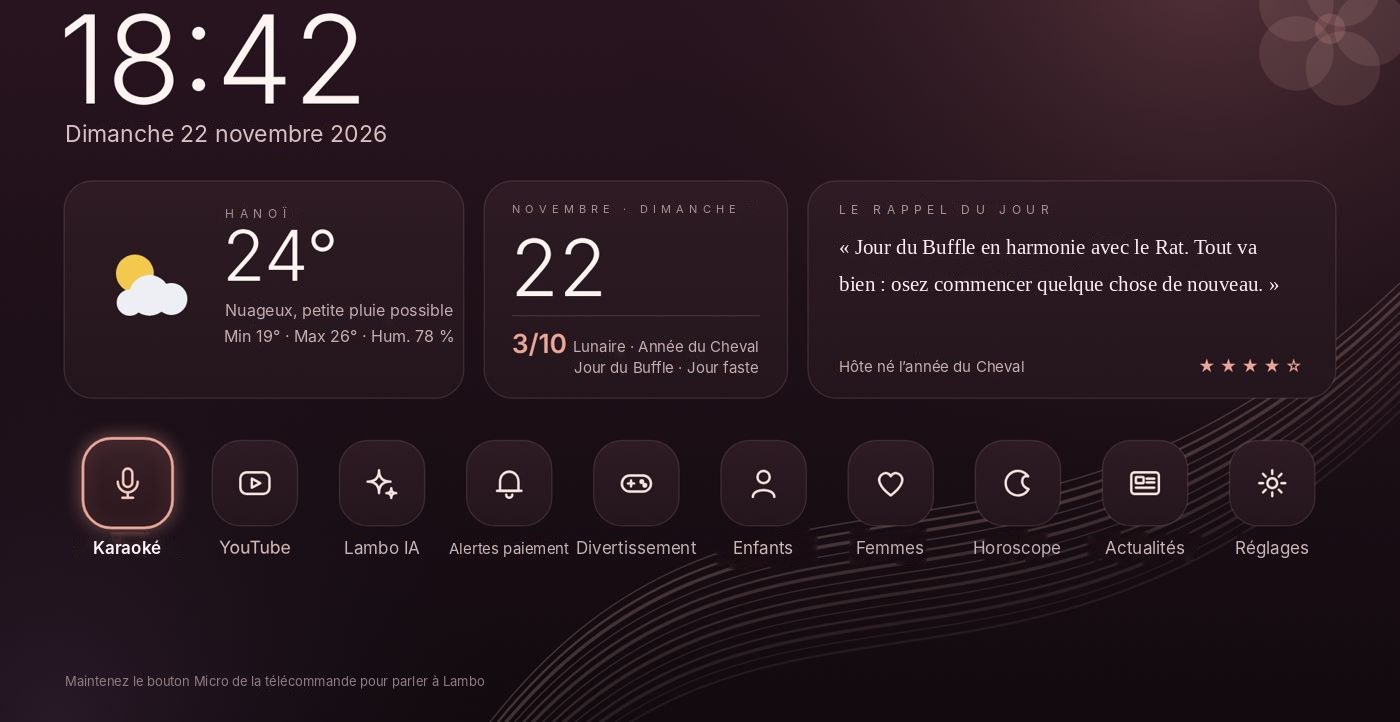 18:42
Dimanche 22 novembre 2026
HANOÏ
24°
Nuageux, petite pluie possible
Min 19° · Max 26° · Hum. 78 %
NOVEMBRE · DIMANCHE
22
3/10 Lunaire · Année du Cheval
Jour du Buffle · Jour faste
LE RAPPEL DU JOUR
« Jour du Buffle en harmonie avec le Rat. Tout va
bien : osez commencer quelque chose de nouveau. »
Hôte né l’année du Cheval ★ ★ ★ ★ ☆
Karaoké
YouTube
Lambo IA
Alertes paiement
Divertissement
Enfants
Femmes
Horoscope
Actualités
Réglages
Maintenez le bouton Micro de la télécommande pour parler à Lambo